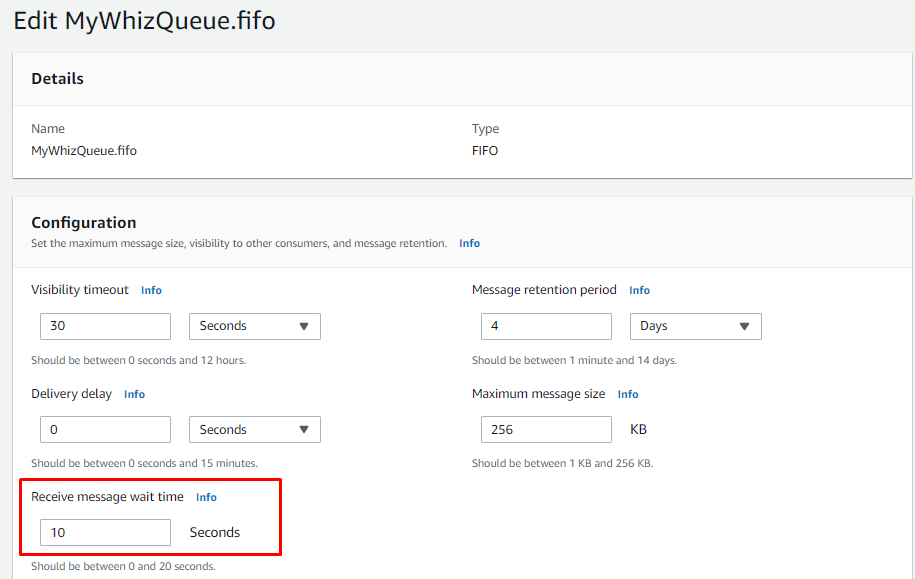 Edit MyWhizQueue.fifo
Details
Name
Type
MyWhizQueue.fifo
FIFO
Configuration
Set the maximum message size, visibility to other consumers, and message retention. Info
Visibility timeout Info
Message retention period Info
30 Seconds
4 Days
Should be between 0 seconds and 12 hours.
Should be between 1 minute and 14 days.
Delivery delay Info
Maximum message size Info
0 Seconds
256 KB
Should be between 0 seconds and 15 minutes.
Should be between 1 KB and 256 KB.
Receive message wait time Info
10 Seconds
Should be between 0 and 20 seconds.